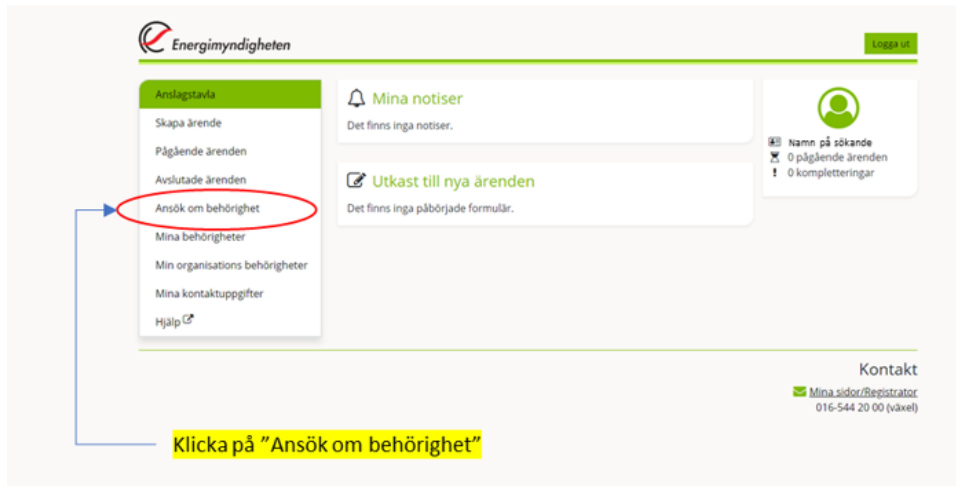 Energimyndigheten
Logga ut
Anslagstavla
Skapa ärende
Pågående ärenden
Avslutade ärenden
Ansök om behörighet
Mina behörigheter
Min organisations behörigheter
Mina kontaktuppgifter
Hjälp
Mina notiser
Det finns inga notiser.
Utkast till nya ärenden
Det finns inga påbörjade formulär.
Namn på sökande
0 pågående ärenden
0 kompletteringar
Kontakt
Mina sidor/Registrator
016-544 20 00 (växel)
Klicka på ”Ansök om behörighet”